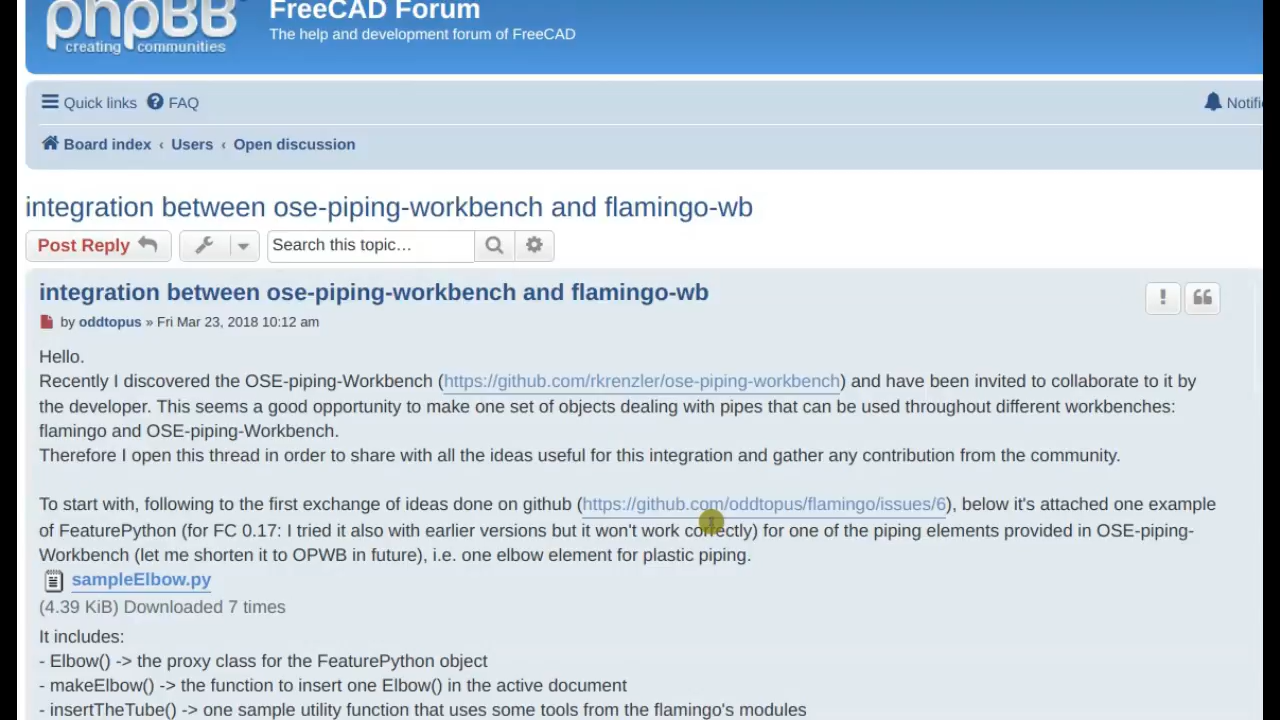 phpBB
creating communities
FreeCAD Forum
The help and development forum of FreeCAD
Quick links FAQ
Notifi
Board index ‹ Users ‹ Open discussion
integration between ose-piping-workbench and flamingo-wb
Post Reply
Search this topic…
integration between ose-piping-workbench and flamingo-wb
by oddtopus » Fri Mar 23, 2018 10:12 am
Hello.
Recently I discovered the OSE-piping-Workbench (https://github.com/rkrenzler/ose-piping-workbench) and have been invited to collaborate to it by
the developer. This seems a good opportunity to make one set of objects dealing with pipes that can be used throughout different workbenches:
flamingo and OSE-piping-Workbench.
Therefore I open this thread in order to share with all the ideas useful for this integration and gather any contribution from the community.
To start with, following to the first exchange of ideas done on github (https://github.com/oddtopus/flamingo/issues/6), below it's attached one example
of FeaturePython (for FC 0.17: I tried it also with earlier versions but it won't work correctly) for one of the piping elements provided in OSE-piping-
Workbench (let me shorten it to OPWB in future), i.e. one elbow element for plastic piping.
sampleElbow.py
(4.39 KiB) Downloaded 7 times
It includes:
- Elbow() -> the proxy class for the FeaturePython object
- makeElbow() -> the function to insert one Elbow() in the active document
- insertTheTube() -> one sample utility function that uses some tools from the flamingo's modules